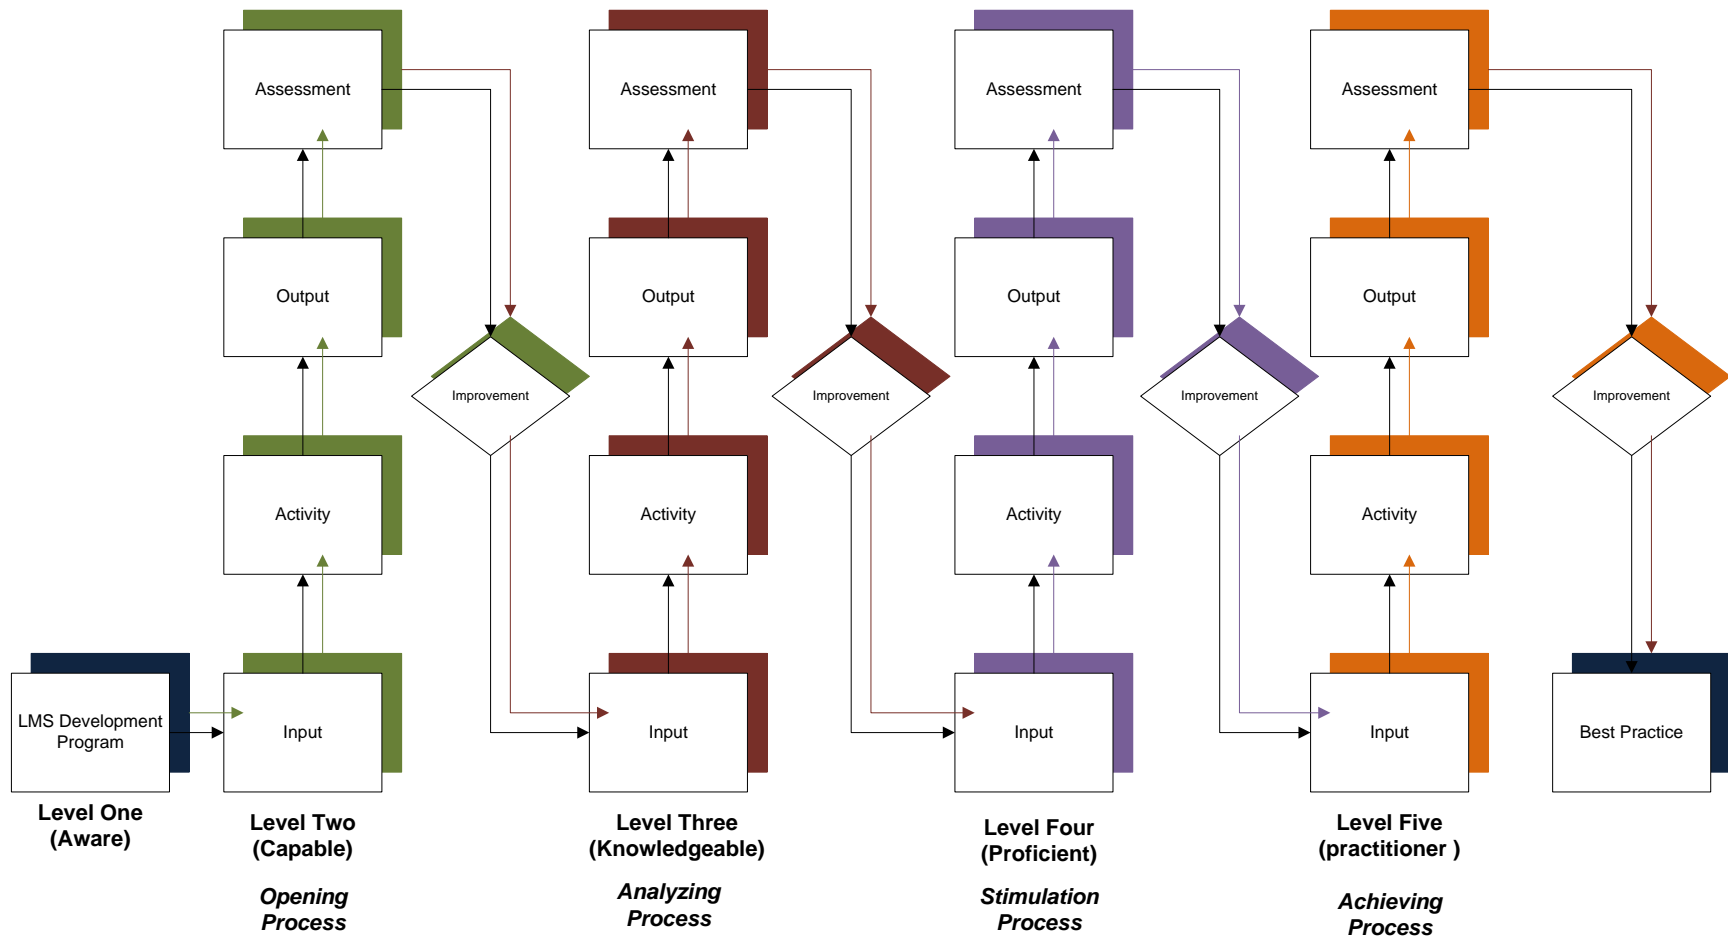 Assessment
Assessment
Assessment
Assessment
Output
Output
Output
Output
Improvement
Improvement
Improvement
Improvement
Activity
Activity
Activity
Activity
LMS Development
Program
Input
Input
Input
Input
Best Practice
Level One
(Aware)
Level Two
(Capable)
Level Three
(Knowledgeable)
Level Four
(Proficient)
Level Five
(practitioner )
Opening
Process
Analyzing
Process
Stimulation
Process
Achieving
Process